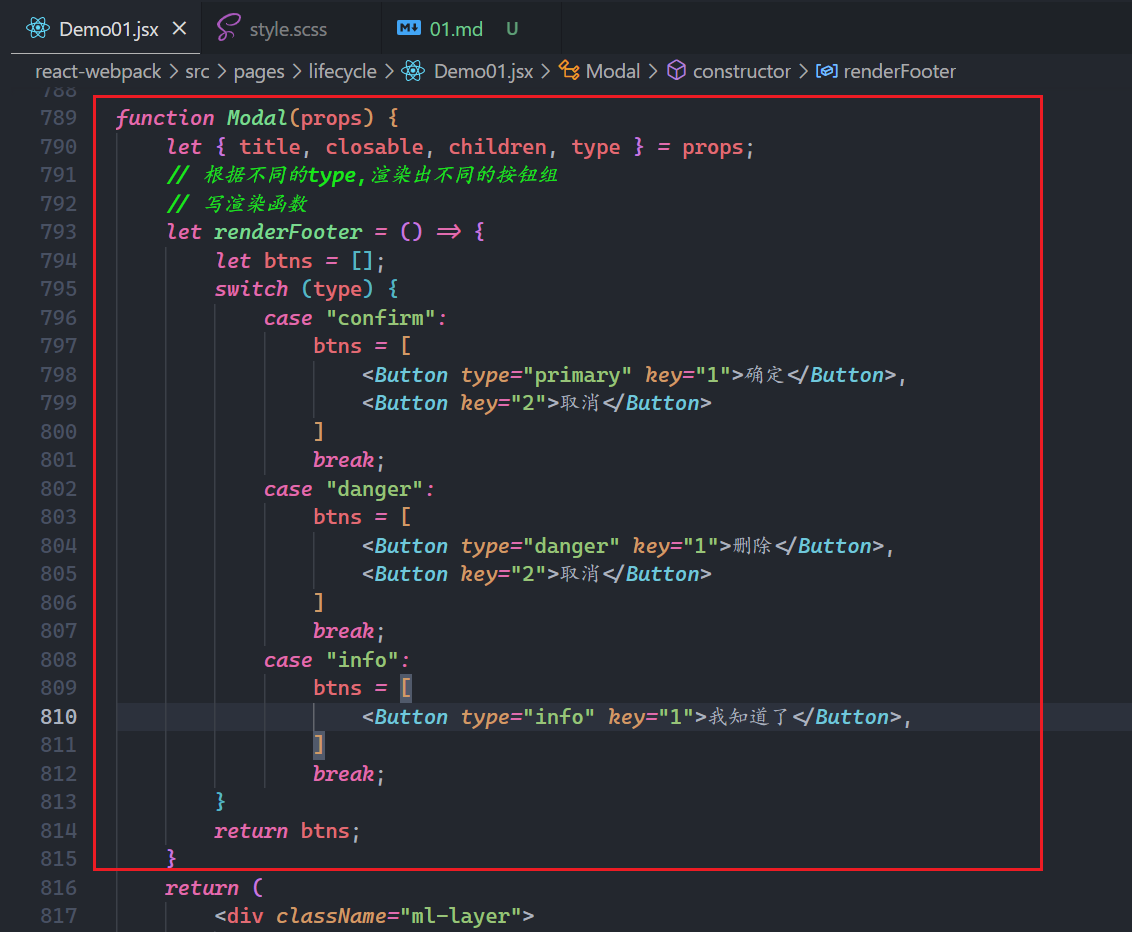 Demo01.jsx
style.scss
01.md U
react-webpack > src > pages > lifecycle > Demo01.jsx > Modal > constructor > renderFooter
788
789 function Modal(props) {
790 let { title, closable, children, type } = props;
791 // 根据不同的type,渲染出不同的按钮组
792 // 写渲染函数
793 let renderFooter = () => {
794 let btns = [];
795 switch (type) {
796 case "confirm":
797 btns = [
798 <Button type="primary" key="1">确定</Button>,
799 <Button key="2">取消</Button>
800 ]
801 break;
802 case "danger":
803 btns = [
804 <Button type="danger" key="1">删除</Button>,
805 <Button key="2">取消</Button>
806 ]
807 break;
808 case "info":
809 btns = [
810 <Button type="info" key="1">我知道了</Button>,
811 ]
812 break;
813 }
814 return btns;
815 }
816 return (
817 <div className="ml-layer">